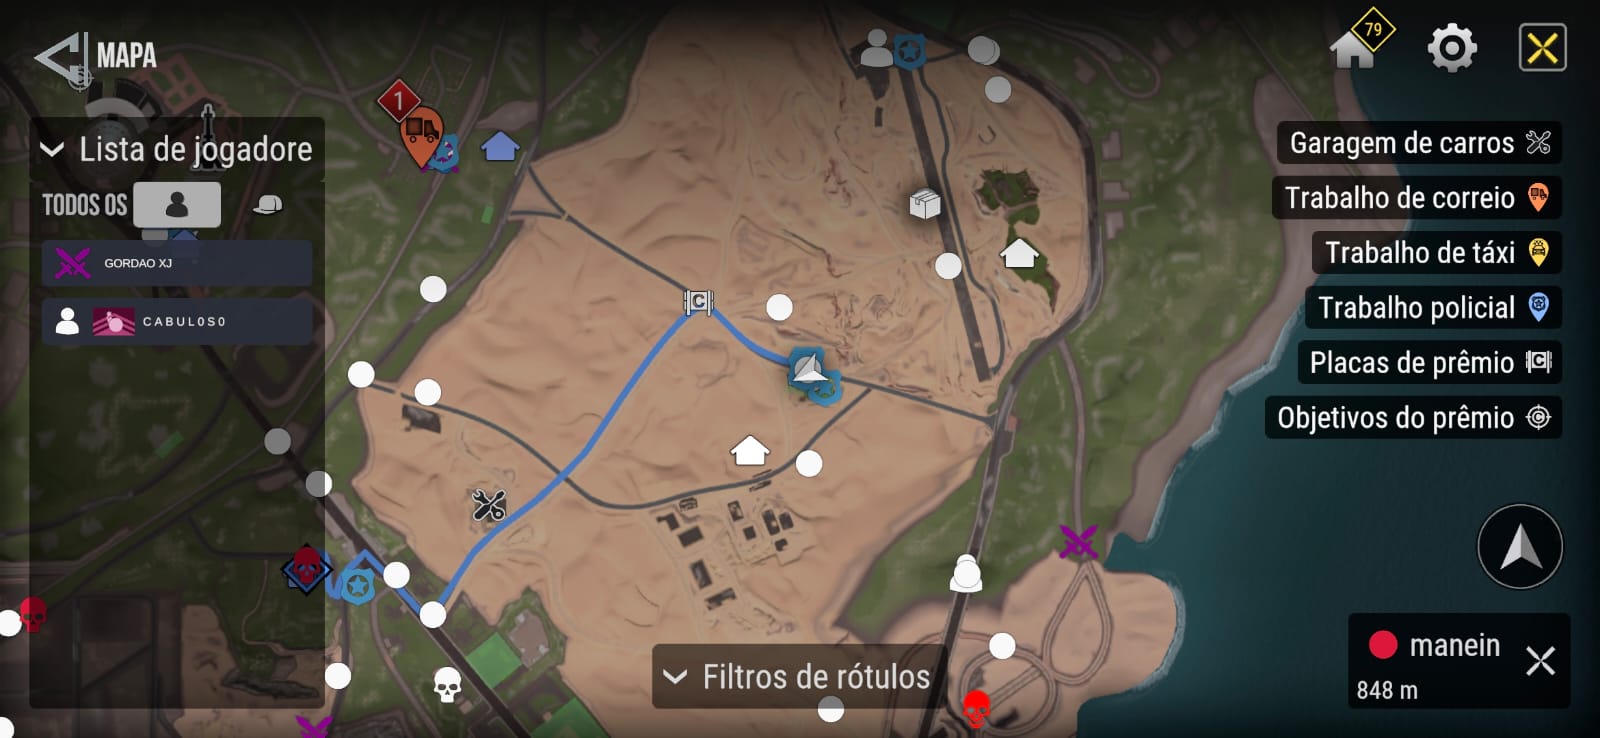 MAPA
79
1
Lista de jogadore
TODOS OS
GORDAO XJ
CABUL0S0
C
Garagem de carros
Trabalho de correio
Trabalho de táxi
Trabalho policial
Placas de prêmio
Objetivos do prêmio
Filtros de rótulos
manein
848 m